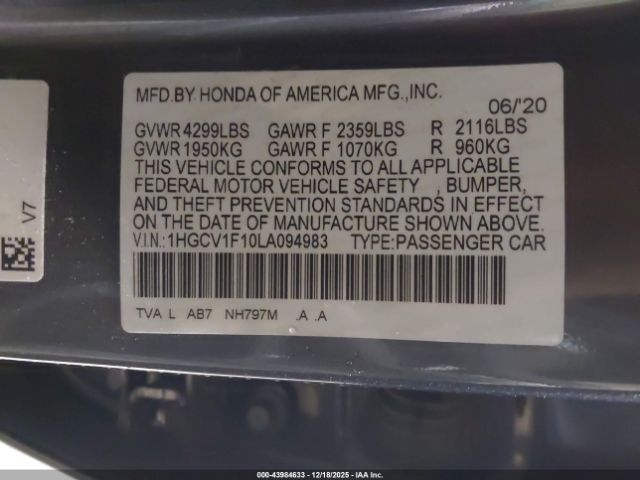 MFD.BY HONDA OF AMERICA MFG.,INC.
06/'20
GVWR 4299LBS GAWR F 2359LBS R 2116LBS
GVWR 1950KG GAWR F 1070KG R 960KG
THIS VEHICLE CONFORMS TO ALL APPLICABLE
FEDERAL MOTOR VEHICLE SAFETY , BUMPER,
AND THEFT PREVENTION STANDARDS IN EFFECT
ON THE DATE OF MANUFACTURE SHOWN ABOVE.
V.I.N.:1HGCV1F10LA094983 TYPE:PASSENGER CAR
TVA L AB7 NH797M .A .A
V7
000-43984633 - 12/18/2025 - IAA Inc.